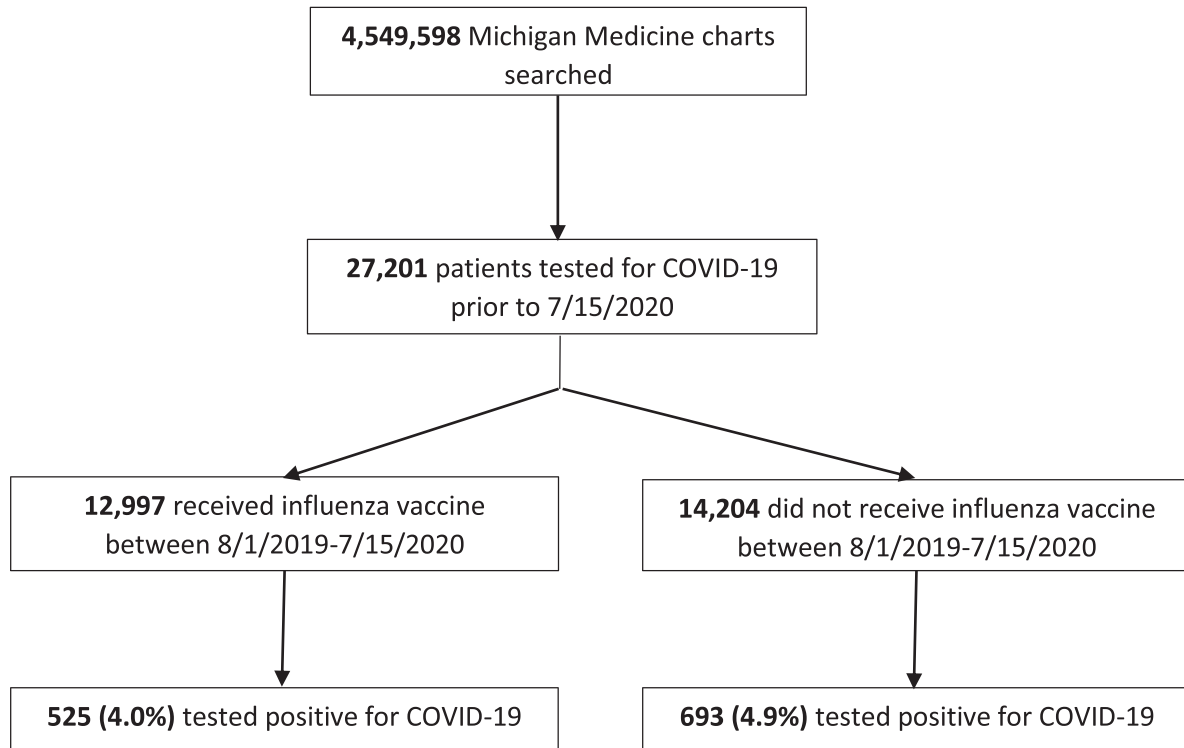 4,549,598 Michigan Medicine charts
searched
27,201 patients tested for COVID-19
prior to 7/15/2020
12,997 received influenza vaccine
between 8/1/2019-7/15/2020
14,204 did not receive influenza vaccine
between 8/1/2019-7/15/2020
525 (4.0%) tested positive for COVID-19
693 (4.9%) tested positive for COVID-19